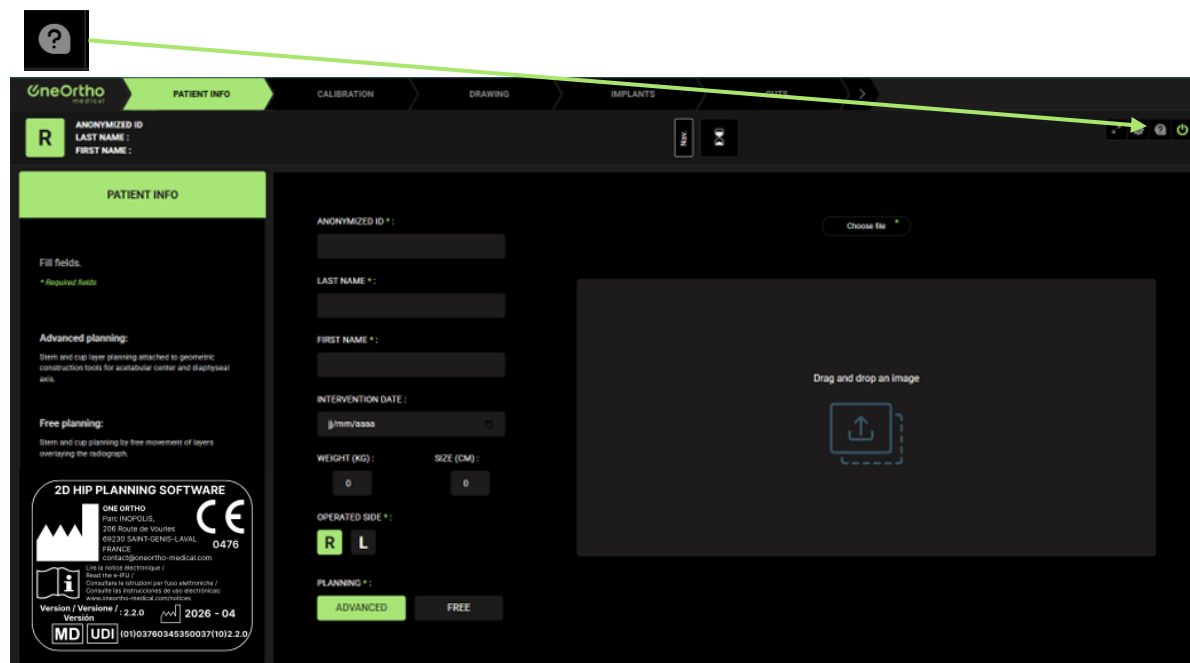 ?
OneOrtho
medical
PATIENT INFO
CALIBRATION
DRAWING
IMPLANTS
CUTS
R
ANONYMIZED ID
LAST NAME :
FIRST NAME :
Nav.
PATIENT INFO
Fill fields.
* Required fields
Advanced planning:
Stem and cup layer planning attached to geometric
construction tools for acetabular center and diaphyseal
axis.
Free planning:
Stem and cup planning by free movement of layers
overlaying the radiograph.
2D HIP PLANNING SOFTWARE
ONE ORTHO
Parc INOPOLIS,
206 Route de Vourles
69230 SAINT-GENIS-LAVAL
FRANCE
contact@oneortho-medical.com
CE
0476
Lire la notice électronique /
Read the e-IFU /
Consultare le istruzioni per l'uso elettroniche /
Consulte las instrucciones de uso electrónicas:
www.oneortho-medical.com/notices
Version / Versione /
Versión
: 2.2.0
2026 - 04
MD UDI (01)03760345350037(10)2.2.0
ANONYMIZED ID * :
LAST NAME * :
FIRST NAME * :
INTERVENTION DATE :
jj/mm/aaaa
WEIGHT (KG) :
SIZE (CM) :
0
0
OPERATED SIDE * :
R
L
PLANNING * :
ADVANCED
FREE
Choose file *
Drag and drop an image